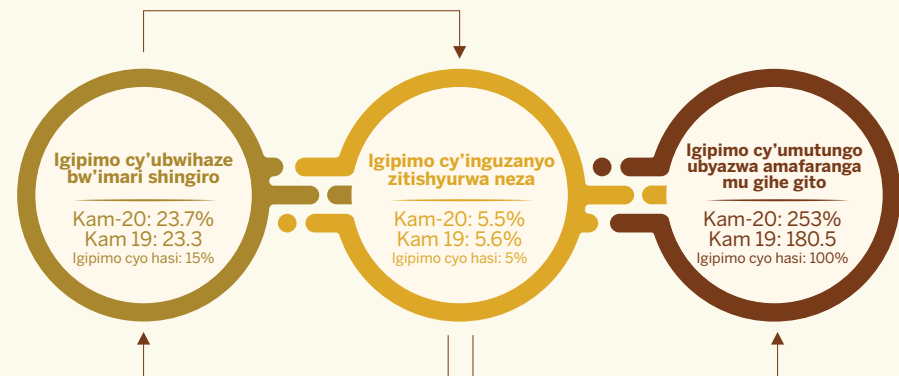 Igipimo cy'ubwihaze
bw'imari shingiro
Kam-20: 23.7%
Kam 19: 23.3
Igipimo cyo hasi: 15%
Igipimo cy'inguzanyo
zitishyurwa neza
Kam-20: 5.5%
Kam 19: 5.6%
Igipimo cyo hasi: 5%
Igipimo cy'umutungo
ubyazwa amafaranga
mu gihe gito
Kam-20: 253%
Kam 19: 180.5
Igipimo cyo hasi: 100%